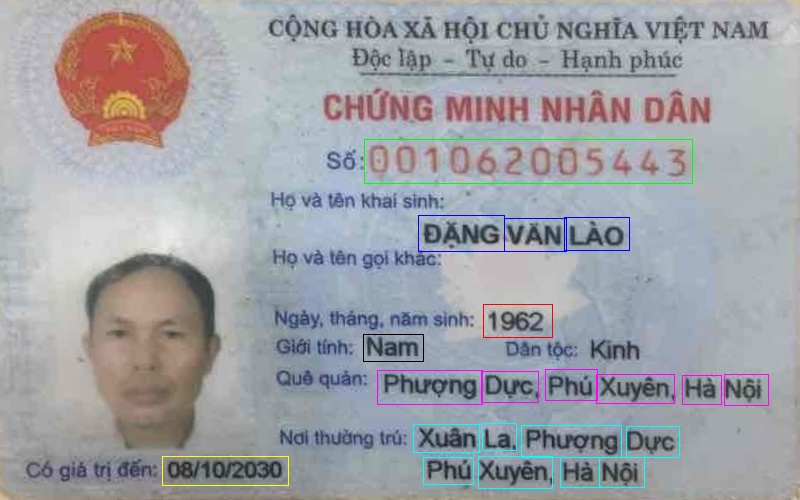 CỘNG HÒA XÃ HỘI CHỦ NGHĨA VIỆT NAM
Độc lập - Tự do - Hạnh phúc
CHỨNG MINH NHÂN DÂN
Số: 001062005443
Họ và tên khai sinh:
ĐẶNG VĂN LÀO
Họ và tên gọi khác:
Ngày, tháng, năm sinh: 1962
Giới tính: Nam Dân tộc: Kinh
Quê quán: Phượng Dực, Phú Xuyên, Hà Nội
Nơi thường trú: Xuân La, Phượng Dực
Phú Xuyên, Hà Nội
Có giá trị đến: 08/10/2030